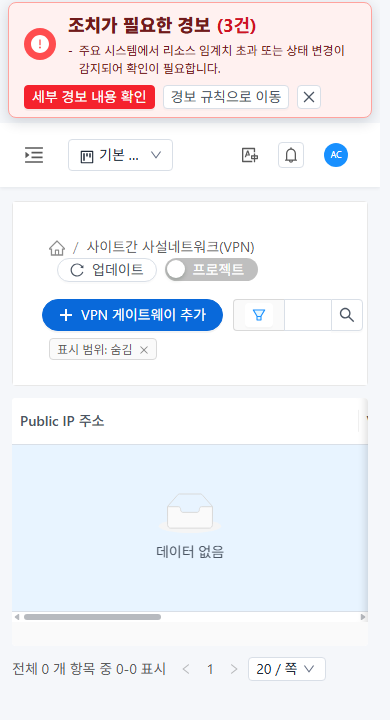 조치가 필요한 경보 (3건)
- 주요 시스템에서 리소스 임계치 초과 또는 상태 변경이
감지되어 확인이 필요합니다.
세부 경보 내용 확인 경보 규칙으로 이동
기본 ... AC
/ 사이트간 사설네트워크(VPN)
업데이트 프로젝트
VPN 게이트웨이 추가
표시 범위: 숨김
Public IP 주소
데이터 없음
전체 0 개 항목 중 0-0 표시 1 20 / 쪽